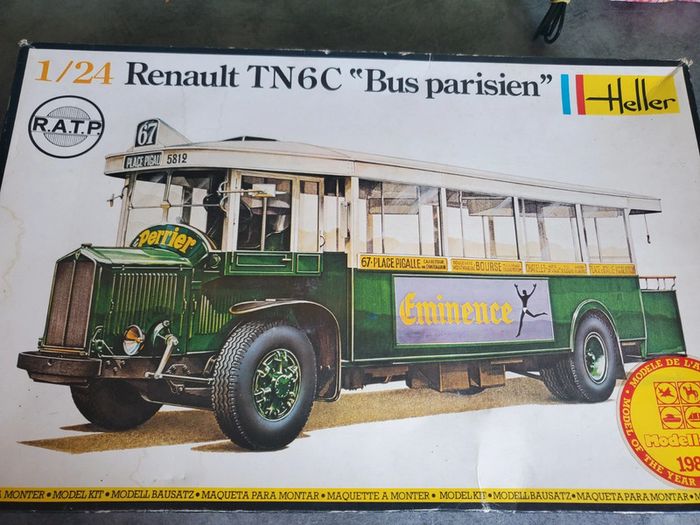 1/24 Renault TN6C "Bus parisien"
Heller
R.A.T.P.
67
PLACE PIGALLE 5812
Perrier
67·PLACE PIGALLE BOURSE
Eminence
MODELE DE L'A
MODEL OF THE YEAR
Modell
198
A MONTER · MODEL KIT · MODELL BAUSATZ · MAQUETA PARA MONTAR · MAQUETTE A MONTER · MODEL KIT · MODELL BAUSATZ · MAQUETA PARA MONTAR · M